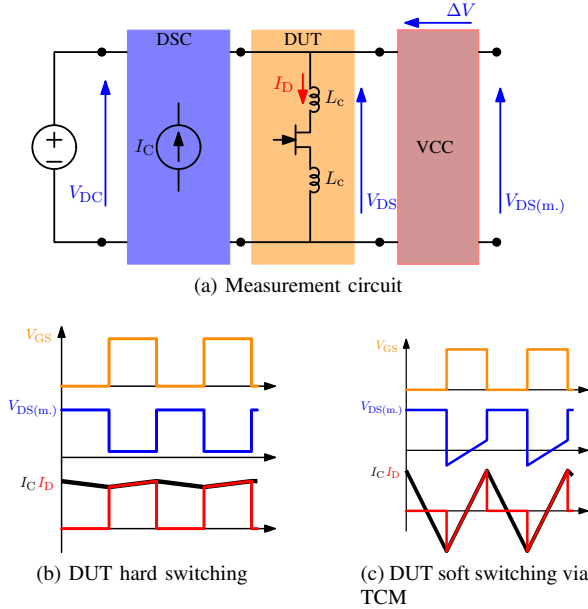 ΔV
DSC
DUT
I_D
L_c
I_C
V_DC
L_c
V_DS
VCC
V_DS(m.)
(a) Measurement circuit
V_GS
V_DS(m.)
I_C I_D
(b) DUT hard switching
V_GS
V_DS(m.)
I_C I_D
(c) DUT soft switching via
TCM